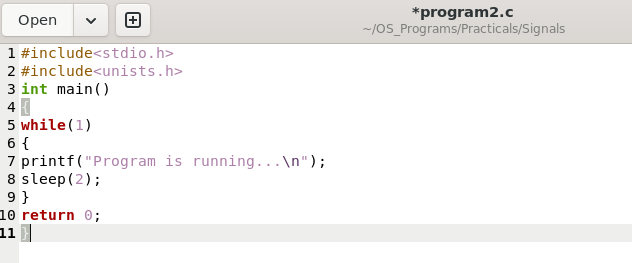 Open
*program2.c
~/OS_Programs/Practicals/Signals
1 #include<stdio.h>
2 #include<unists.h>
3 int main()
4 {
5 while(1)
6 {
7 printf("Program is running...\n");
8 sleep(2);
9 }
10 return 0;
11 }